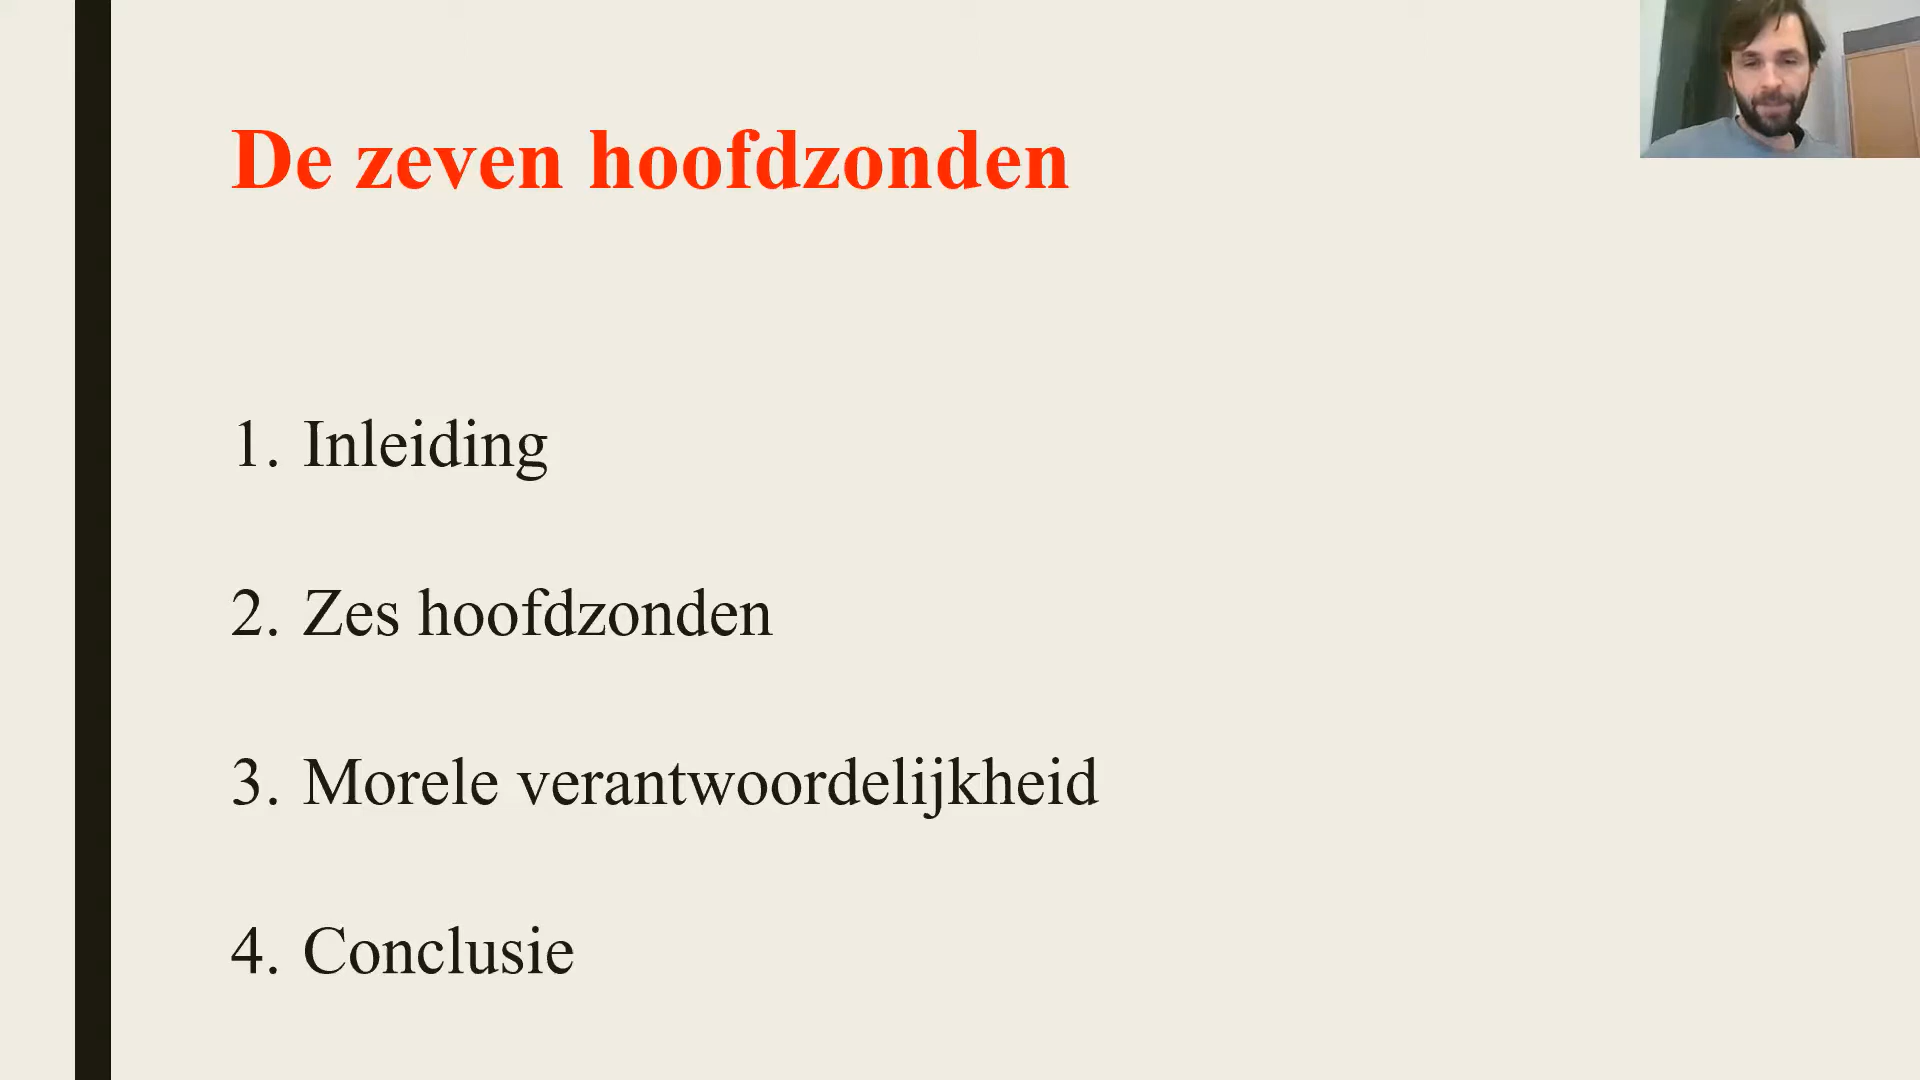 De zeven hoofdzonden
1. Inleiding
2. Zes hoofdzonden
3. Morele verantwoordelijkheid
4. Conclusie